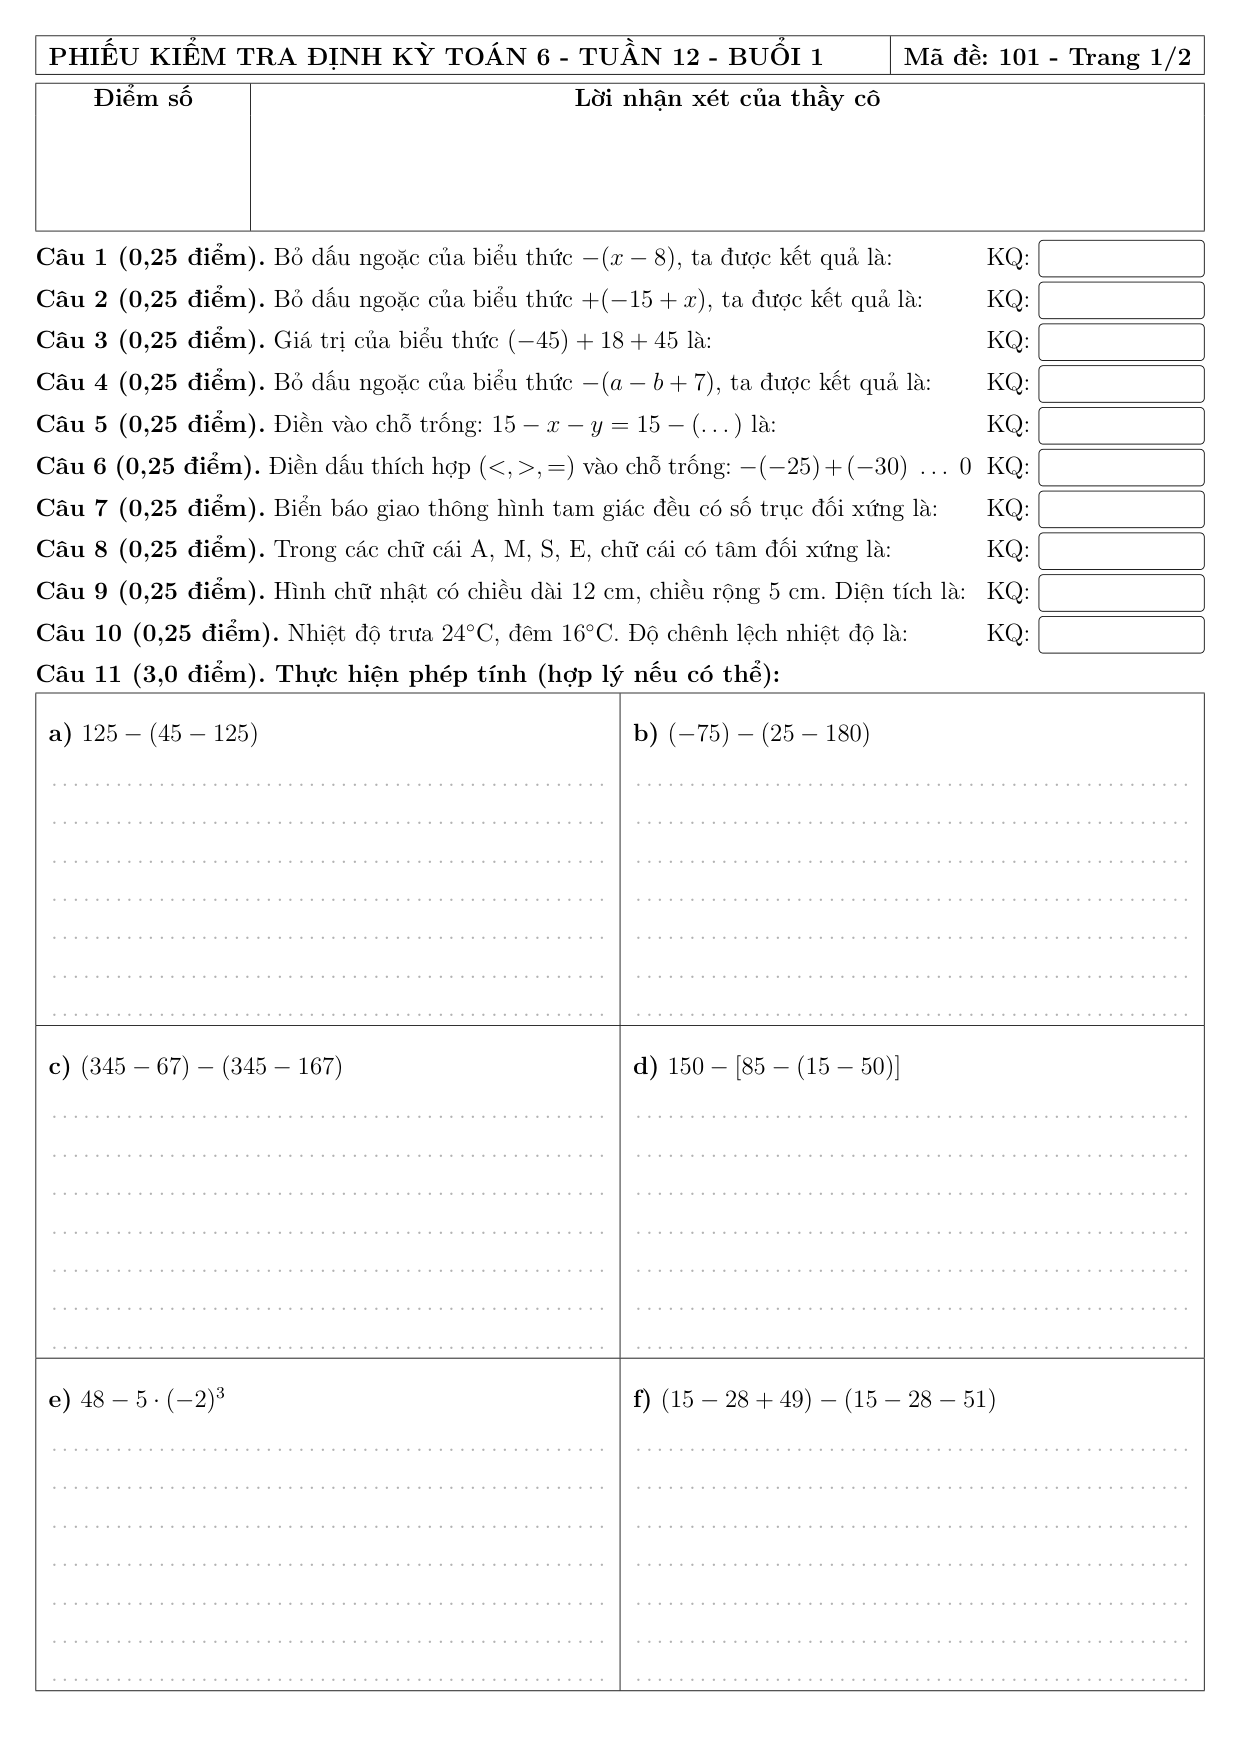 PHIẾU KIỂM TRA ĐỊNH KỲ TOÁN 6 - TUẦN 12 - BUỔI 1
Mã đề: 101 - Trang 1/2
Điểm số
Lời nhận xét của thầy cô
Câu 1 (0,25 điểm). Bỏ dấu ngoặc của biểu thức −(x − 8), ta được kết quả là: KQ:
Câu 2 (0,25 điểm). Bỏ dấu ngoặc của biểu thức +(−15 + x), ta được kết quả là: KQ:
Câu 3 (0,25 điểm). Giá trị của biểu thức (−45) + 18 + 45 là: KQ:
Câu 4 (0,25 điểm). Bỏ dấu ngoặc của biểu thức −(a − b + 7), ta được kết quả là: KQ:
Câu 5 (0,25 điểm). Điền vào chỗ trống: 15 − x − y = 15 − (...) là: KQ:
Câu 6 (0,25 điểm). Điền dấu thích hợp (<, >, =) vào chỗ trống: −(−25)+(−30) ... 0 KQ:
Câu 7 (0,25 điểm). Biển báo giao thông hình tam giác đều có số trục đối xứng là: KQ:
Câu 8 (0,25 điểm). Trong các chữ cái A, M, S, E, chữ cái có tâm đối xứng là: KQ:
Câu 9 (0,25 điểm). Hình chữ nhật có chiều dài 12 cm, chiều rộng 5 cm. Diện tích là: KQ:
Câu 10 (0,25 điểm). Nhiệt độ trưa 24°C, đêm 16°C. Độ chênh lệch nhiệt độ là: KQ:
Câu 11 (3,0 điểm). Thực hiện phép tính (hợp lý nếu có thể):
a) 125 − (45 − 125)
b) (−75) − (25 − 180)
c) (345 − 67) − (345 − 167)
d) 150 − [85 − (15 − 50)]
e) 48 − 5 · (−2)³
f) (15 − 28 + 49) − (15 − 28 − 51)